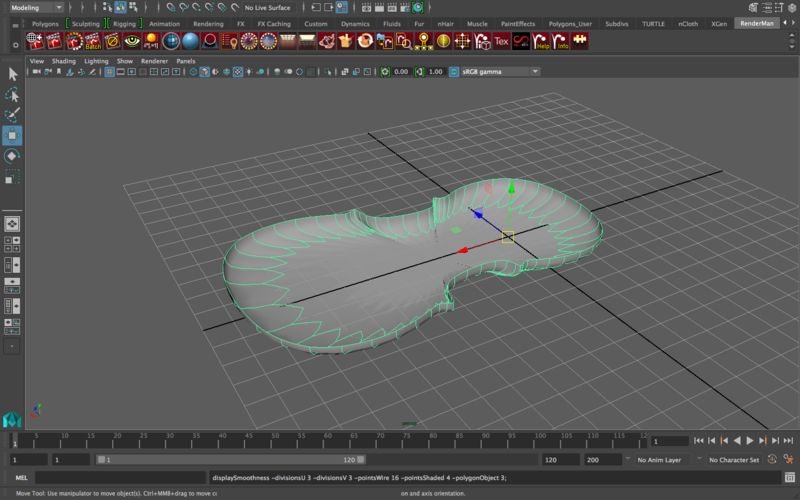 Modeling No Live Surface
Polygons Sculpting Rigging Animation Rendering FX FX Caching Custom Dynamics Fluids Fur nHair Muscle PaintEffects Polygons_User Subdivs TURTLE nCloth XGen RenderMan
Batch Tex Help Info
View Shading Lighting Show Renderer Panels
0.00 1.00 sRGB gamma
5 10 15 20 25 30 35 40 45 50 55 60 65 70 75 80 85 90 95 100 105 110 115 12
1 1
1 1 1 120 120 200 No Anim Layer No Character Set
MEL displaySmoothness -divisionsU 3 -divisionsV 3 -pointsWire 16 -pointsShaded 4 -polygonObject 3;
Move Tool: Use manipulator to move object(s). Ctrl+MMB+drag to move c on and axis orientation.